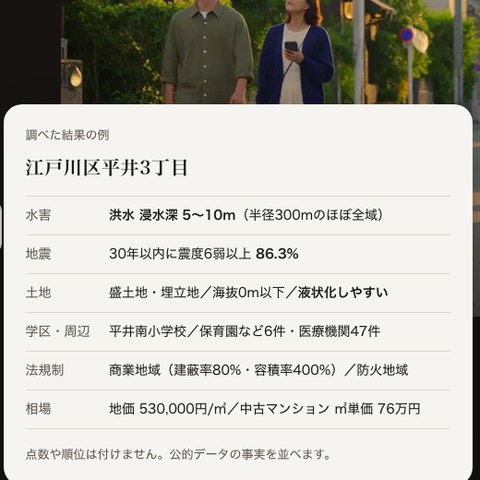 調べた結果の例
江戸川区平井3丁目
水害 洪水 浸水深 5〜10m（半径300mのほぼ全域）
地震 30年以内に震度6弱以上 86.3%
土地 盛土地・埋立地／海抜0m以下／液状化しやすい
学区・周辺 平井南小学校／保育園など6件・医療機関47件
法規制 商業地域（建蔽率80%・容積率400%）／防火地域
相場 地価 530,000円/㎡／中古マンション ㎡単価 76万円
点数や順位は付けません。公的データの事実を並べます。